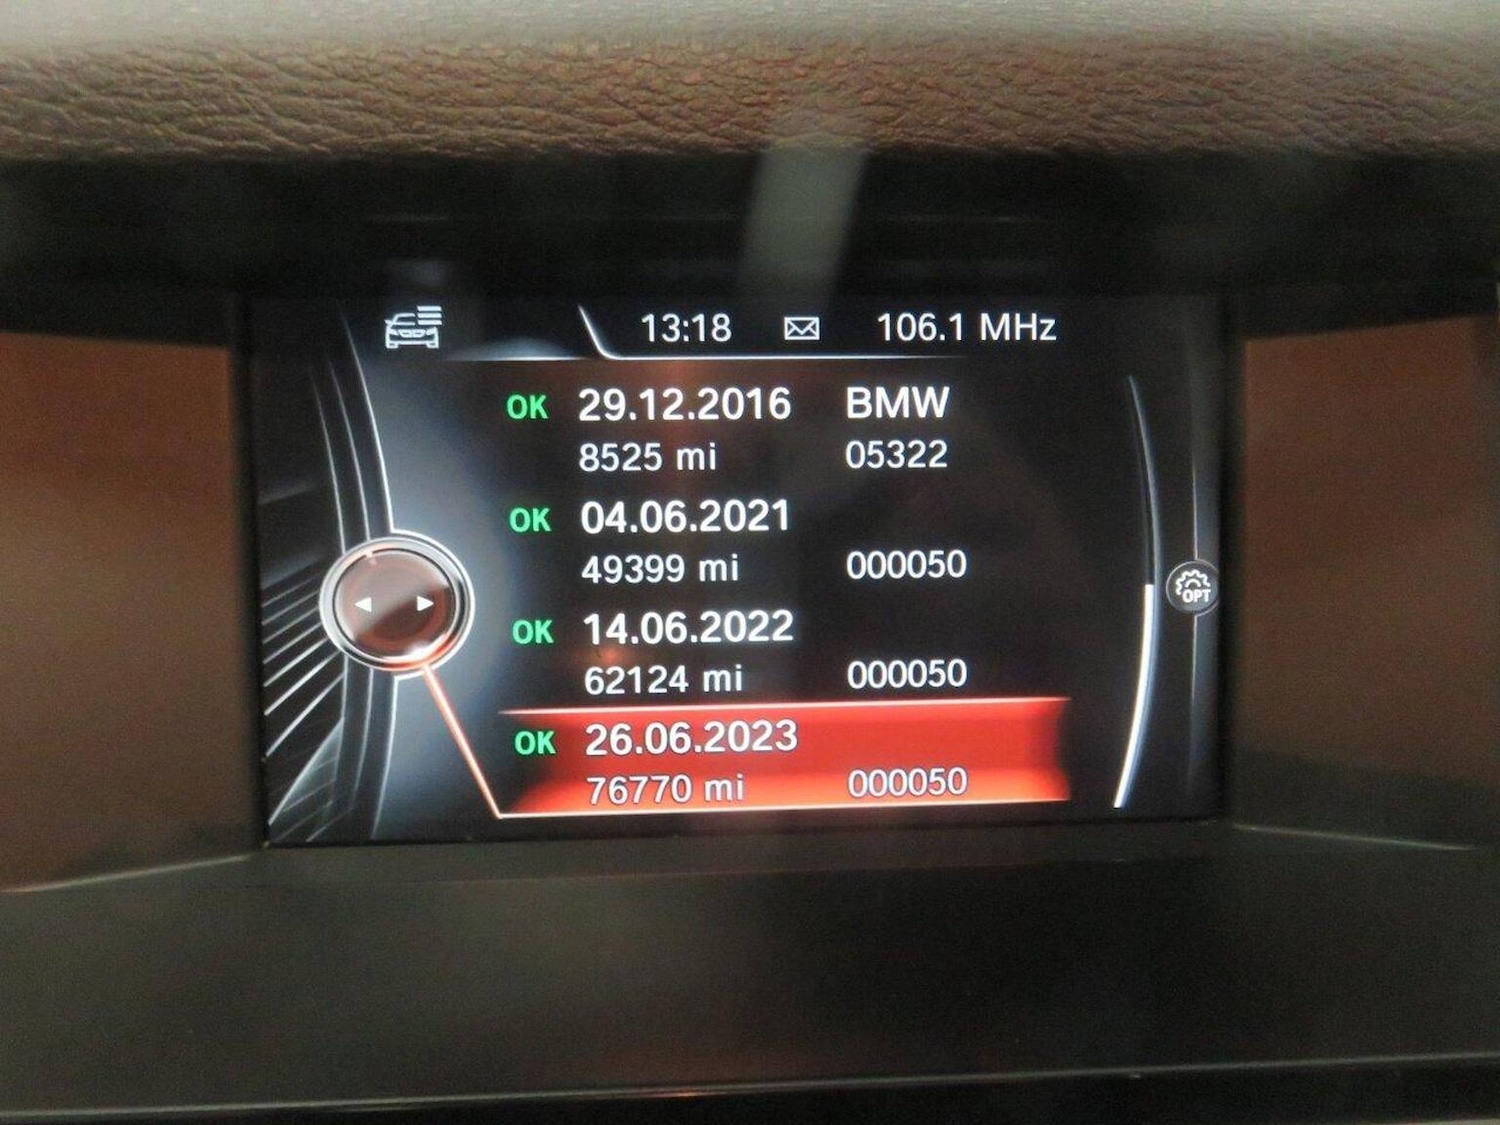 13:18 106.1 MHz
OK 29.12.2016 BMW
8525 mi 05322
OK 04.06.2021
49399 mi 000050
OK 14.06.2022
62124 mi 000050
OK 26.06.2023
76770 mi 000050
OPT